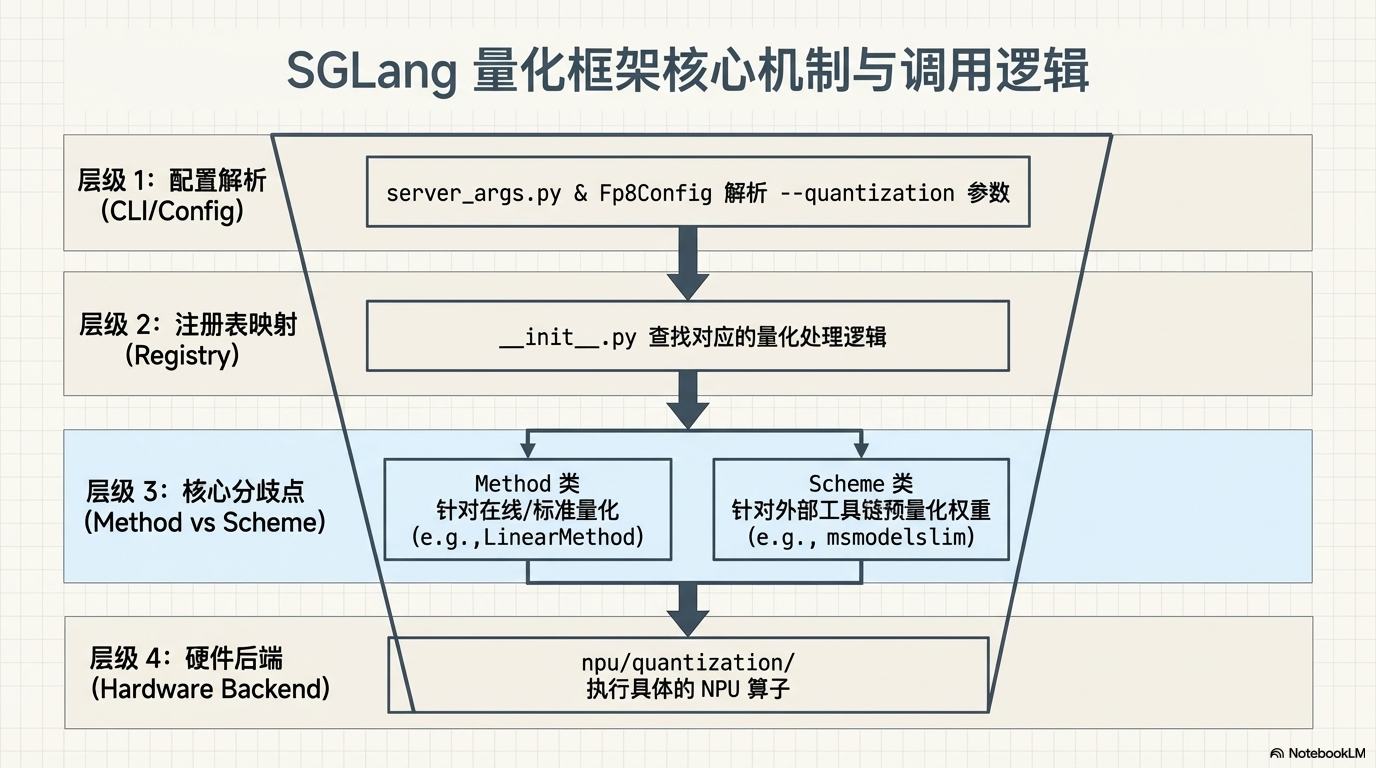 SGLang 量化框架核心机制与调用逻辑
层级 1：配置解析
(CLI/Config)
server_args.py & Fp8Config 解析 --quantization 参数
层级 2：注册表映射
(Registry)
__init__.py 查找对应的量化处理逻辑
层级 3：核心分歧点
(Method vs Scheme)
Method 类
针对在线/标准量化
(e.g.,LinearMethod)
Scheme 类
针对外部工具链预量化权重
(e.g., msmodelslim)
层级 4：硬件后端
(Hardware Backend)
npu/quantization/
执行具体的 NPU 算子
NotebookLM